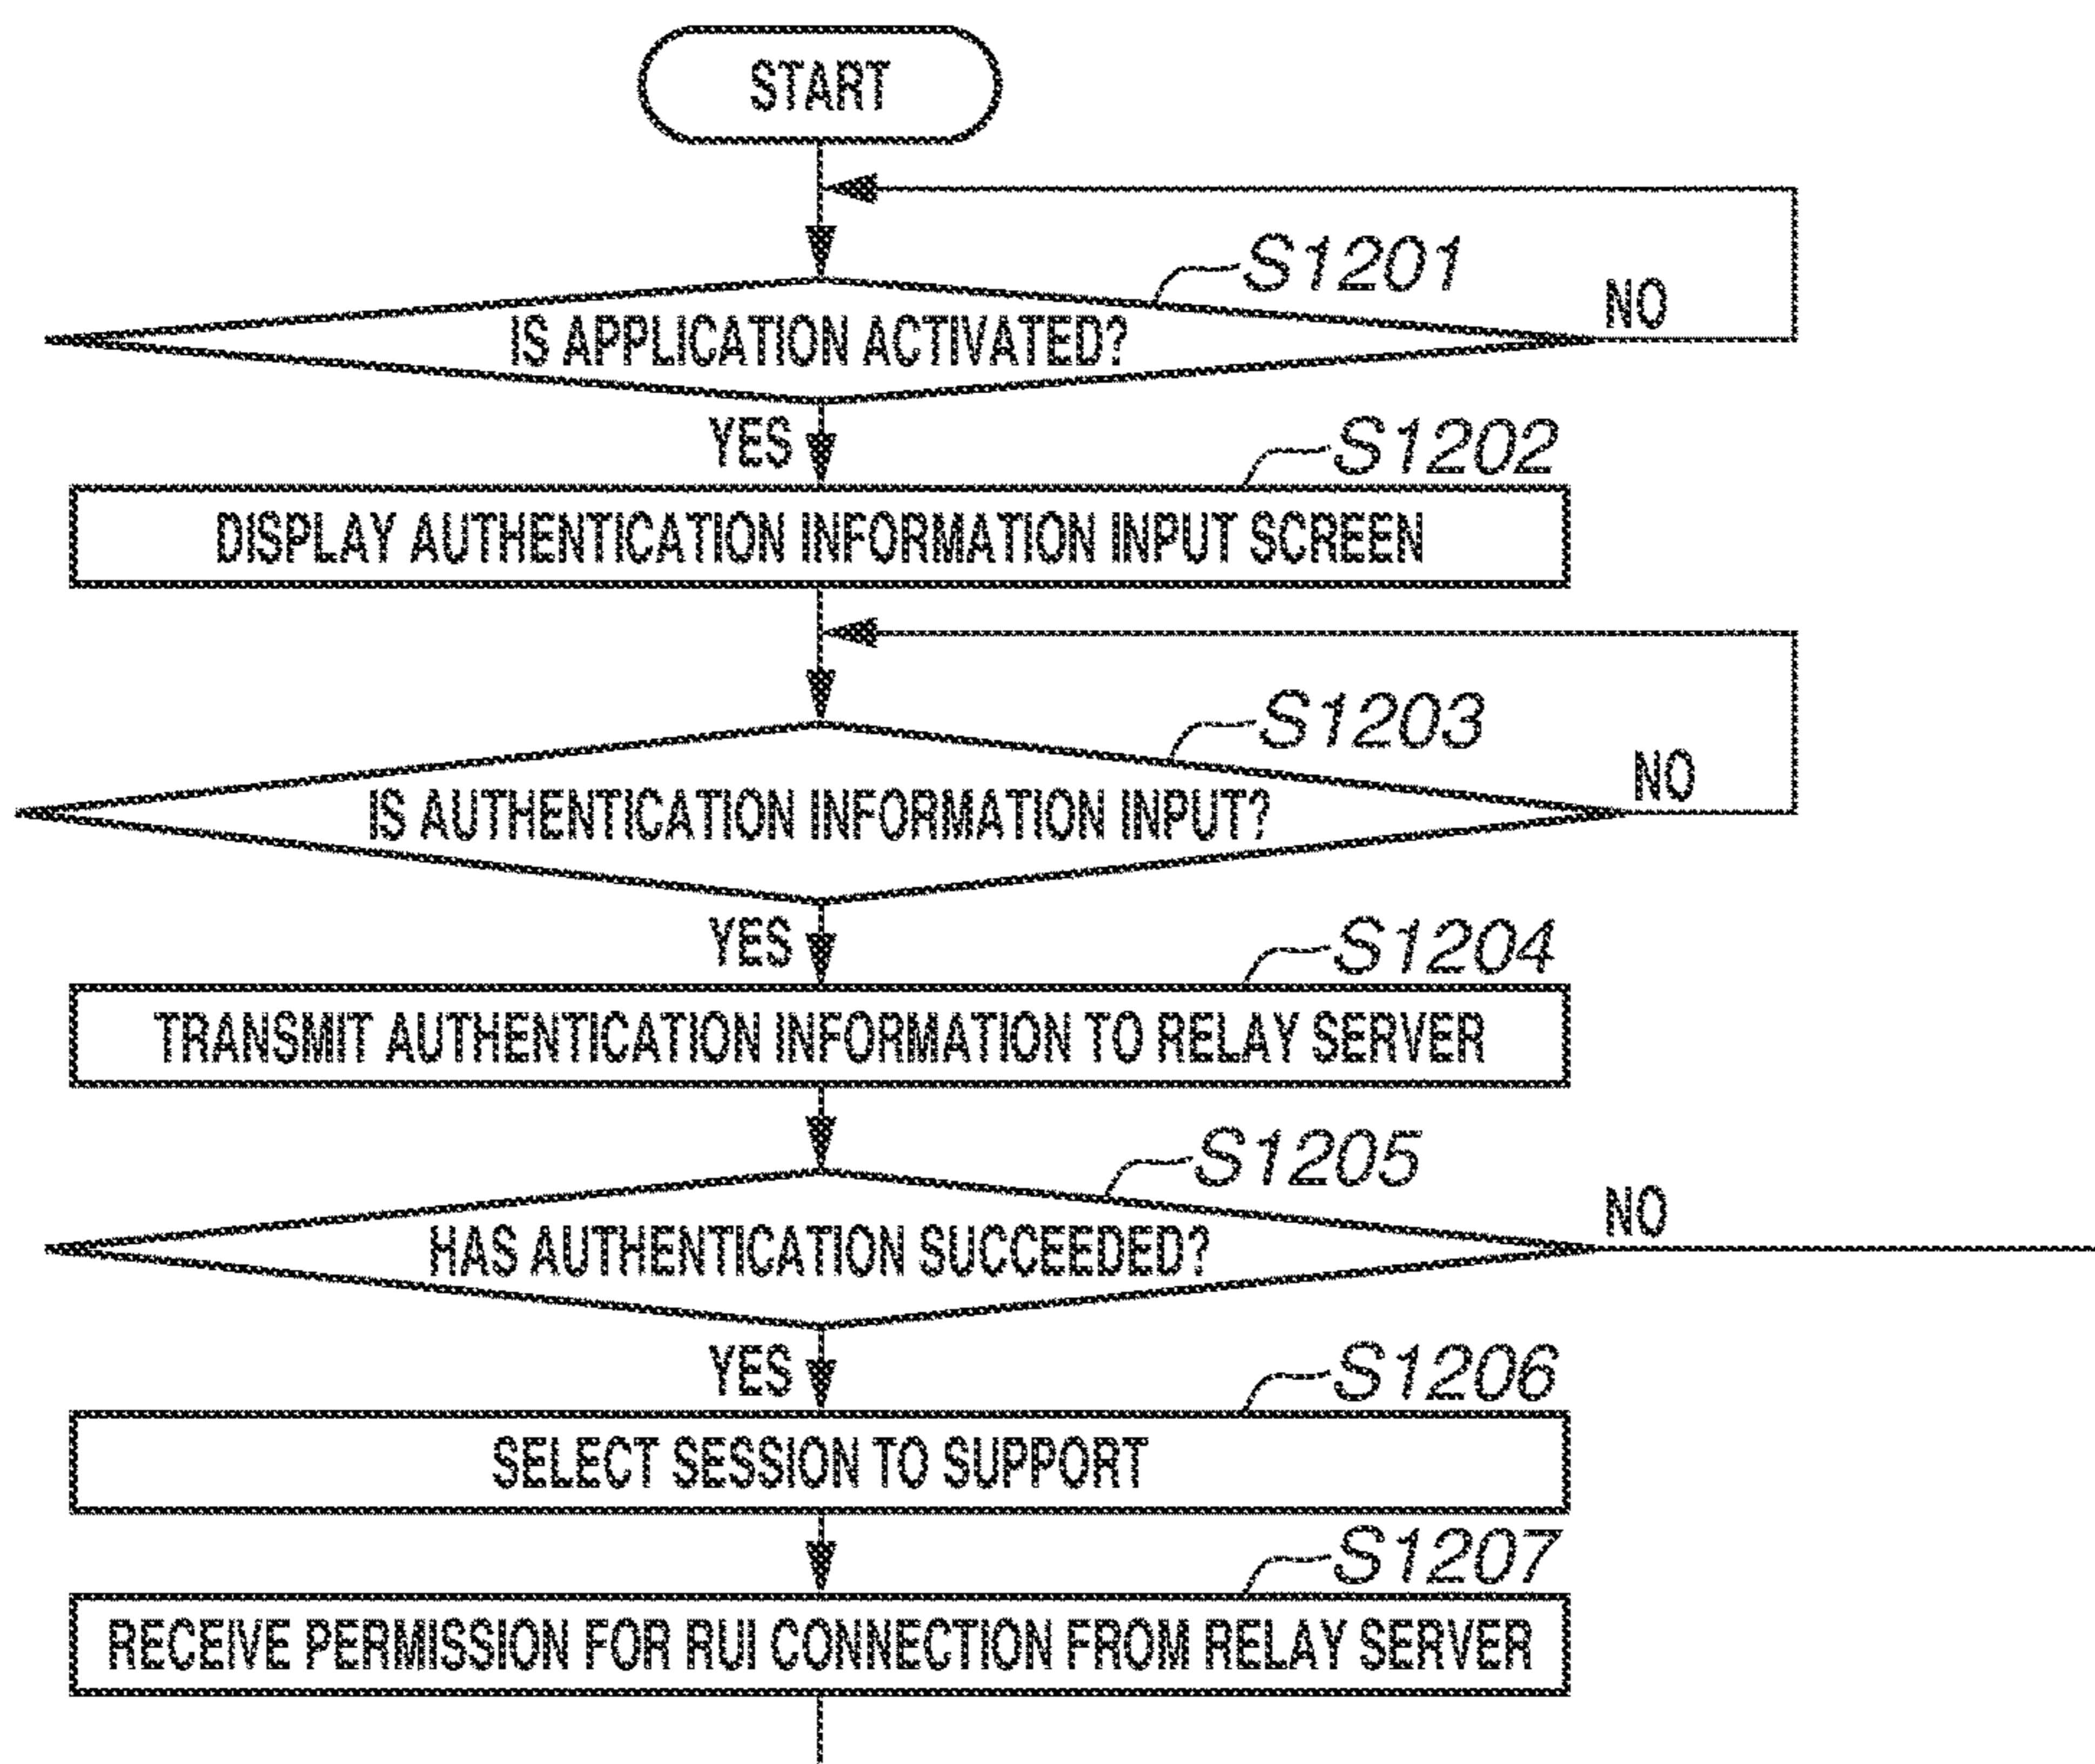 START
S1201
IS APPLICATION ACTIVATED?
NO
YES
S1202
DISPLAY AUTHENTICATION INFORMATION INPUT SCREEN
S1203
IS AUTHENTICATION INFORMATION INPUT?
NO
YES
S1204
TRANSMIT AUTHENTICATION INFORMATION TO RELAY SERVER
S1205
HAS AUTHENTICATION SUCCEEDED?
NO
YES
S1206
SELECT SESSION TO SUPPORT
S1207
RECEIVE PERMISSION FOR RUI CONNECTION FROM RELAY SERVER